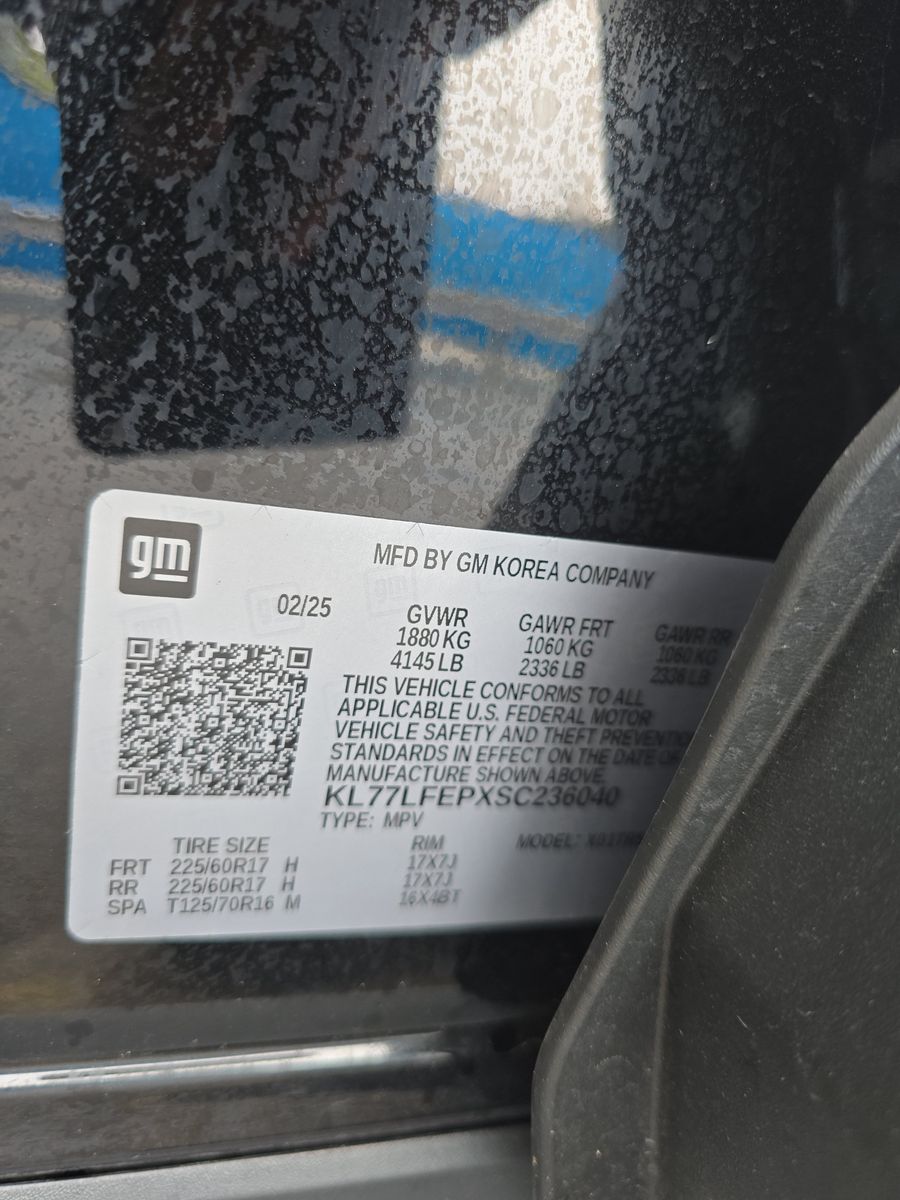 gm
MFD BY GM KOREA COMPANY
02/25
GVWR GAWR FRT GAWR RR
1880 KG 1060 KG 1060 KG
4145 LB 2336 LB 2336 LB
THIS VEHICLE CONFORMS TO ALL
APPLICABLE U.S. FEDERAL MOTOR
VEHICLE SAFETY AND THEFT PREVENTION
STANDARDS IN EFFECT ON THE DATE OF
MANUFACTURE SHOWN ABOVE.
KL77LFEPXSC236040
TYPE: MPV
TIRE SIZE RIM MODEL:
FRT 225/60R17 H 17X7J
RR 225/60R17 H 17X7J
SPA T125/70R16 M 16X4BT